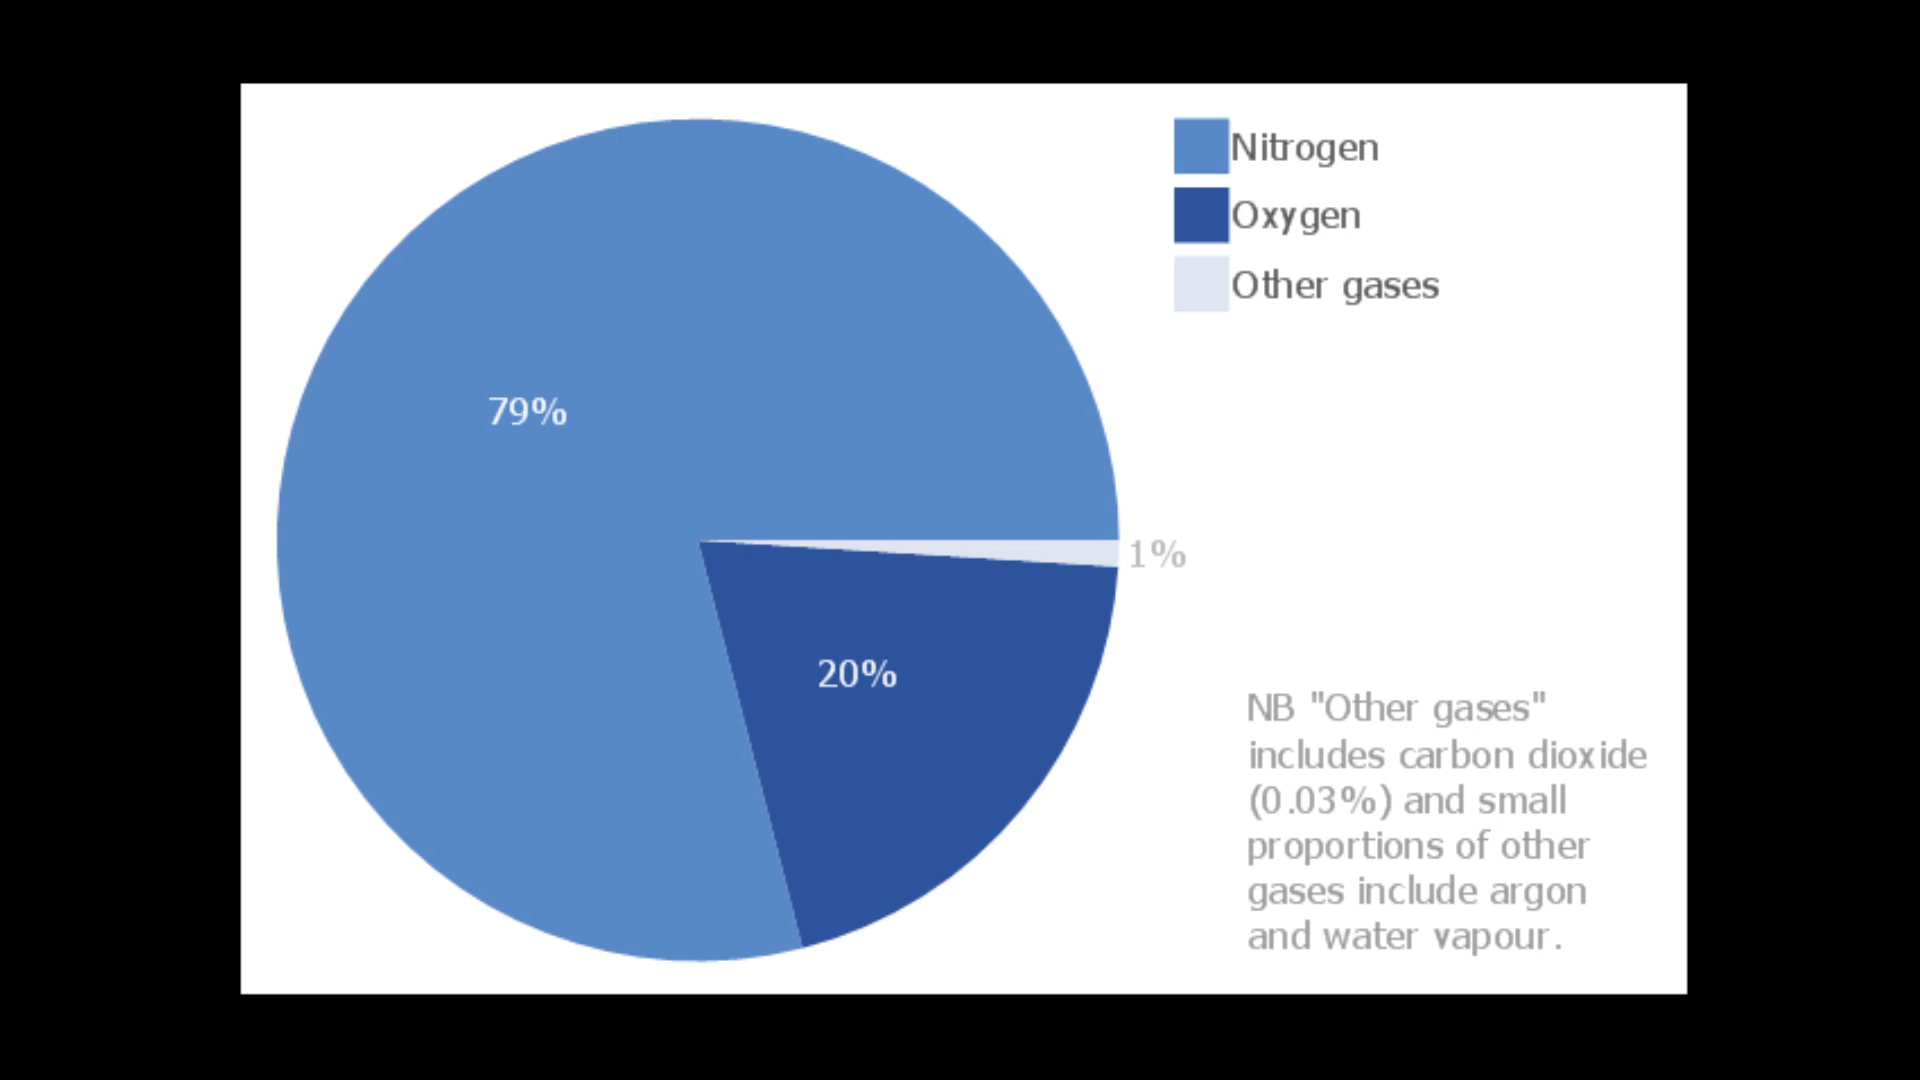 Nitrogen
Oxygen
Other gases
79%
1%
20%
NB "Other gases"
includes carbon dioxide
(0.03%) and small
proportions of other
gases include argon
and water vapour.